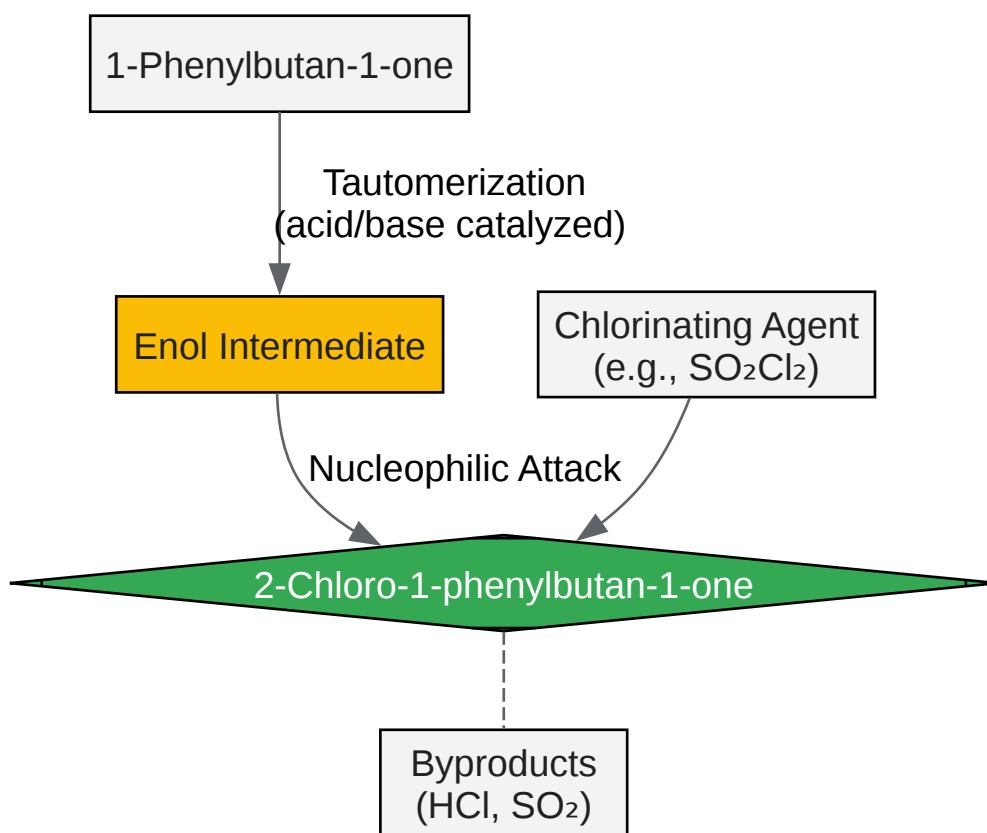 1-Phenylbutan-1-one
Tautomerization
(acid/base catalyzed)
Enol Intermediate
Chlorinating Agent
(e.g., SO₂Cl₂)
Nucleophilic Attack
2-Chloro-1-phenylbutan-1-one
Byproducts
(HCl, SO₂)